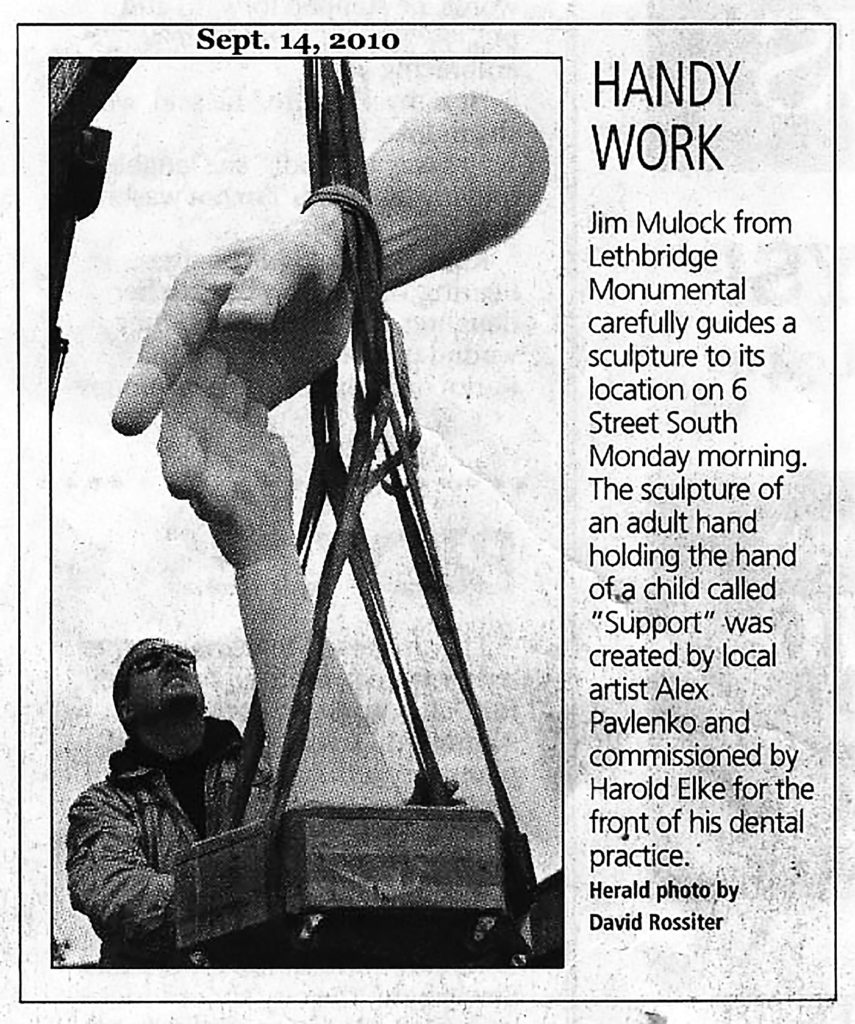 Sept. 14, 2010
HANDY
WORK
Jim Mulock from
Lethbridge
Monumental
carefully guides a
sculpture to its
location on 6
Street South
Monday morning.
The sculpture of
an adult hand
holding the hand
of a child called
"Support" was
created by local
artist Alex
Pavlenko and
commissioned by
Harold Elke for the
front of his dental
practice.
Herald photo by
David Rossiter